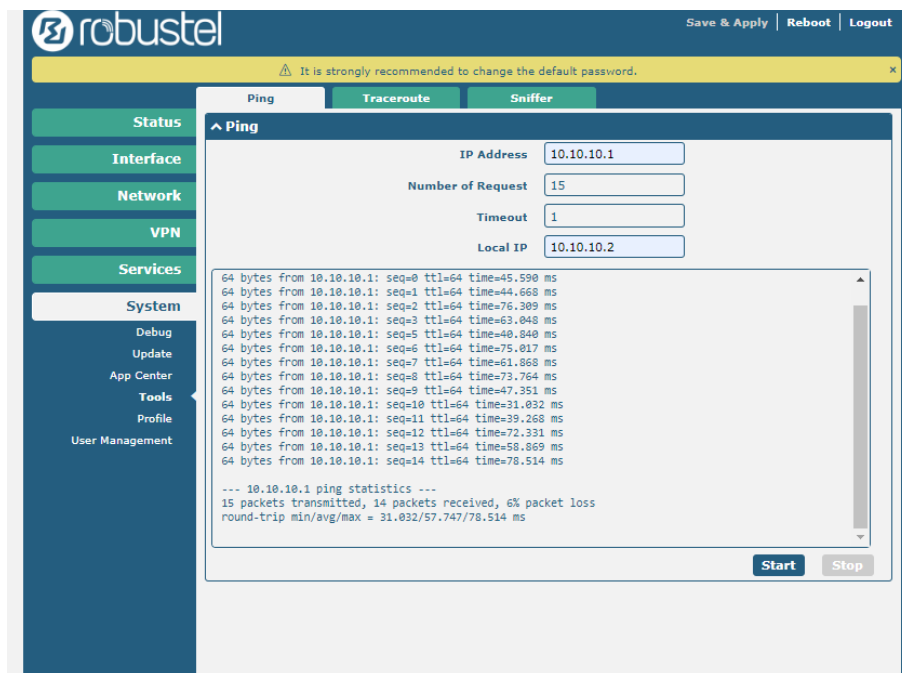 robustel
Save & Apply | Reboot | Logout
⚠ It is strongly recommended to change the default password. ×
Ping Traceroute Sniffer
Status
Interface
Network
VPN
Services
System
Debug
Update
App Center
Tools
Profile
User Management
Ping
IP Address 10.10.10.1
Number of Request 15
Timeout 1
Local IP 10.10.10.2
64 bytes from 10.10.10.1: seq=0 ttl=64 time=45.590 ms
64 bytes from 10.10.10.1: seq=1 ttl=64 time=44.668 ms
64 bytes from 10.10.10.1: seq=2 ttl=64 time=76.309 ms
64 bytes from 10.10.10.1: seq=3 ttl=64 time=63.048 ms
64 bytes from 10.10.10.1: seq=5 ttl=64 time=40.840 ms
64 bytes from 10.10.10.1: seq=6 ttl=64 time=75.017 ms
64 bytes from 10.10.10.1: seq=7 ttl=64 time=61.868 ms
64 bytes from 10.10.10.1: seq=8 ttl=64 time=73.764 ms
64 bytes from 10.10.10.1: seq=9 ttl=64 time=47.351 ms
64 bytes from 10.10.10.1: seq=10 ttl=64 time=31.032 ms
64 bytes from 10.10.10.1: seq=11 ttl=64 time=39.268 ms
64 bytes from 10.10.10.1: seq=12 ttl=64 time=72.331 ms
64 bytes from 10.10.10.1: seq=13 ttl=64 time=58.869 ms
64 bytes from 10.10.10.1: seq=14 ttl=64 time=78.514 ms
--- 10.10.10.1 ping statistics ---
15 packets transmitted, 14 packets received, 6% packet loss
round-trip min/avg/max = 31.032/57.747/78.514 ms
Start Stop